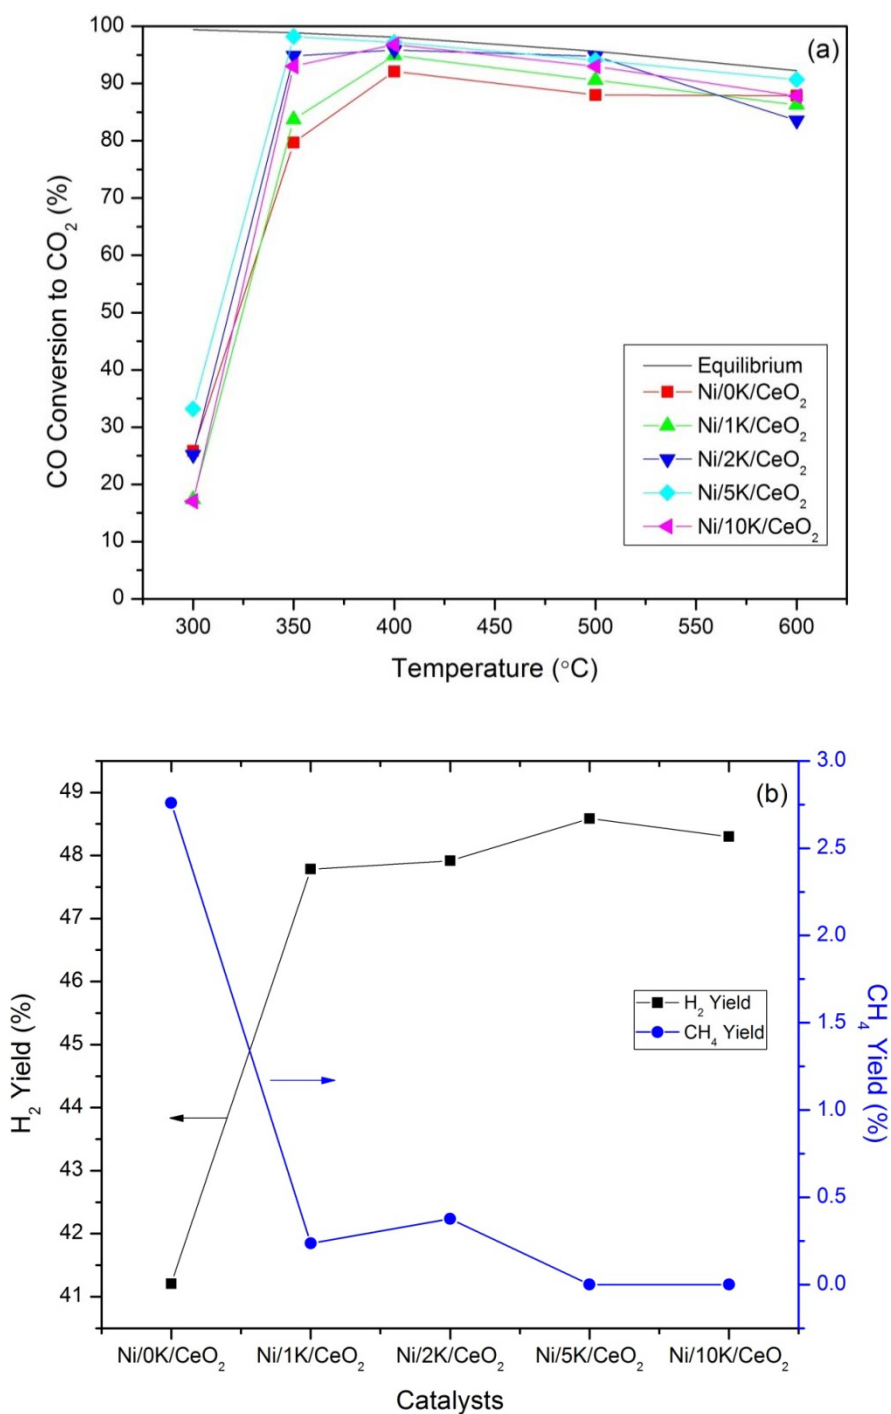 (a)
CO Conversion to CO₂ (%)
100
90
80
70
60
50
40
30
20
10
0
Equilibrium
Ni/0K/CeO₂
Ni/1K/CeO₂
Ni/2K/CeO₂
Ni/5K/CeO₂
Ni/10K/CeO₂
300 350 400 450 500 550 600
Temperature (°C)
(b)
H₂ Yield (%)
49
48
47
46
45
44
43
42
41
H₂ Yield
CH₄ Yield
3.0
2.5
2.0
1.5
1.0
0.5
0.0
CH₄ Yield (%)
Ni/0K/CeO₂ Ni/1K/CeO₂ Ni/2K/CeO₂ Ni/5K/CeO₂ Ni/10K/CeO₂
Catalysts